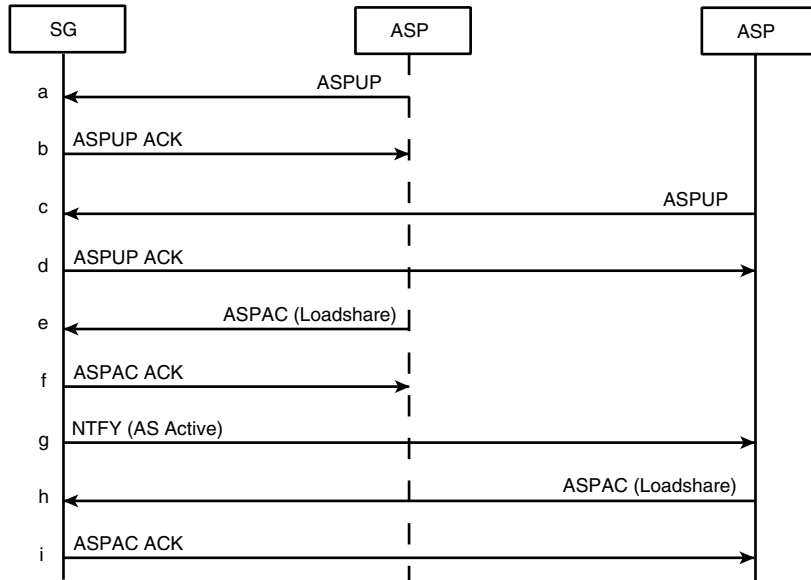 SG ASP ASP
a ASPUP
b ASPUP ACK
c ASPUP
d ASPUP ACK
e ASPAC (Loadshare)
f ASPAC ACK
g NTFY (AS Active)
h ASPAC (Loadshare)
i ASPAC ACK